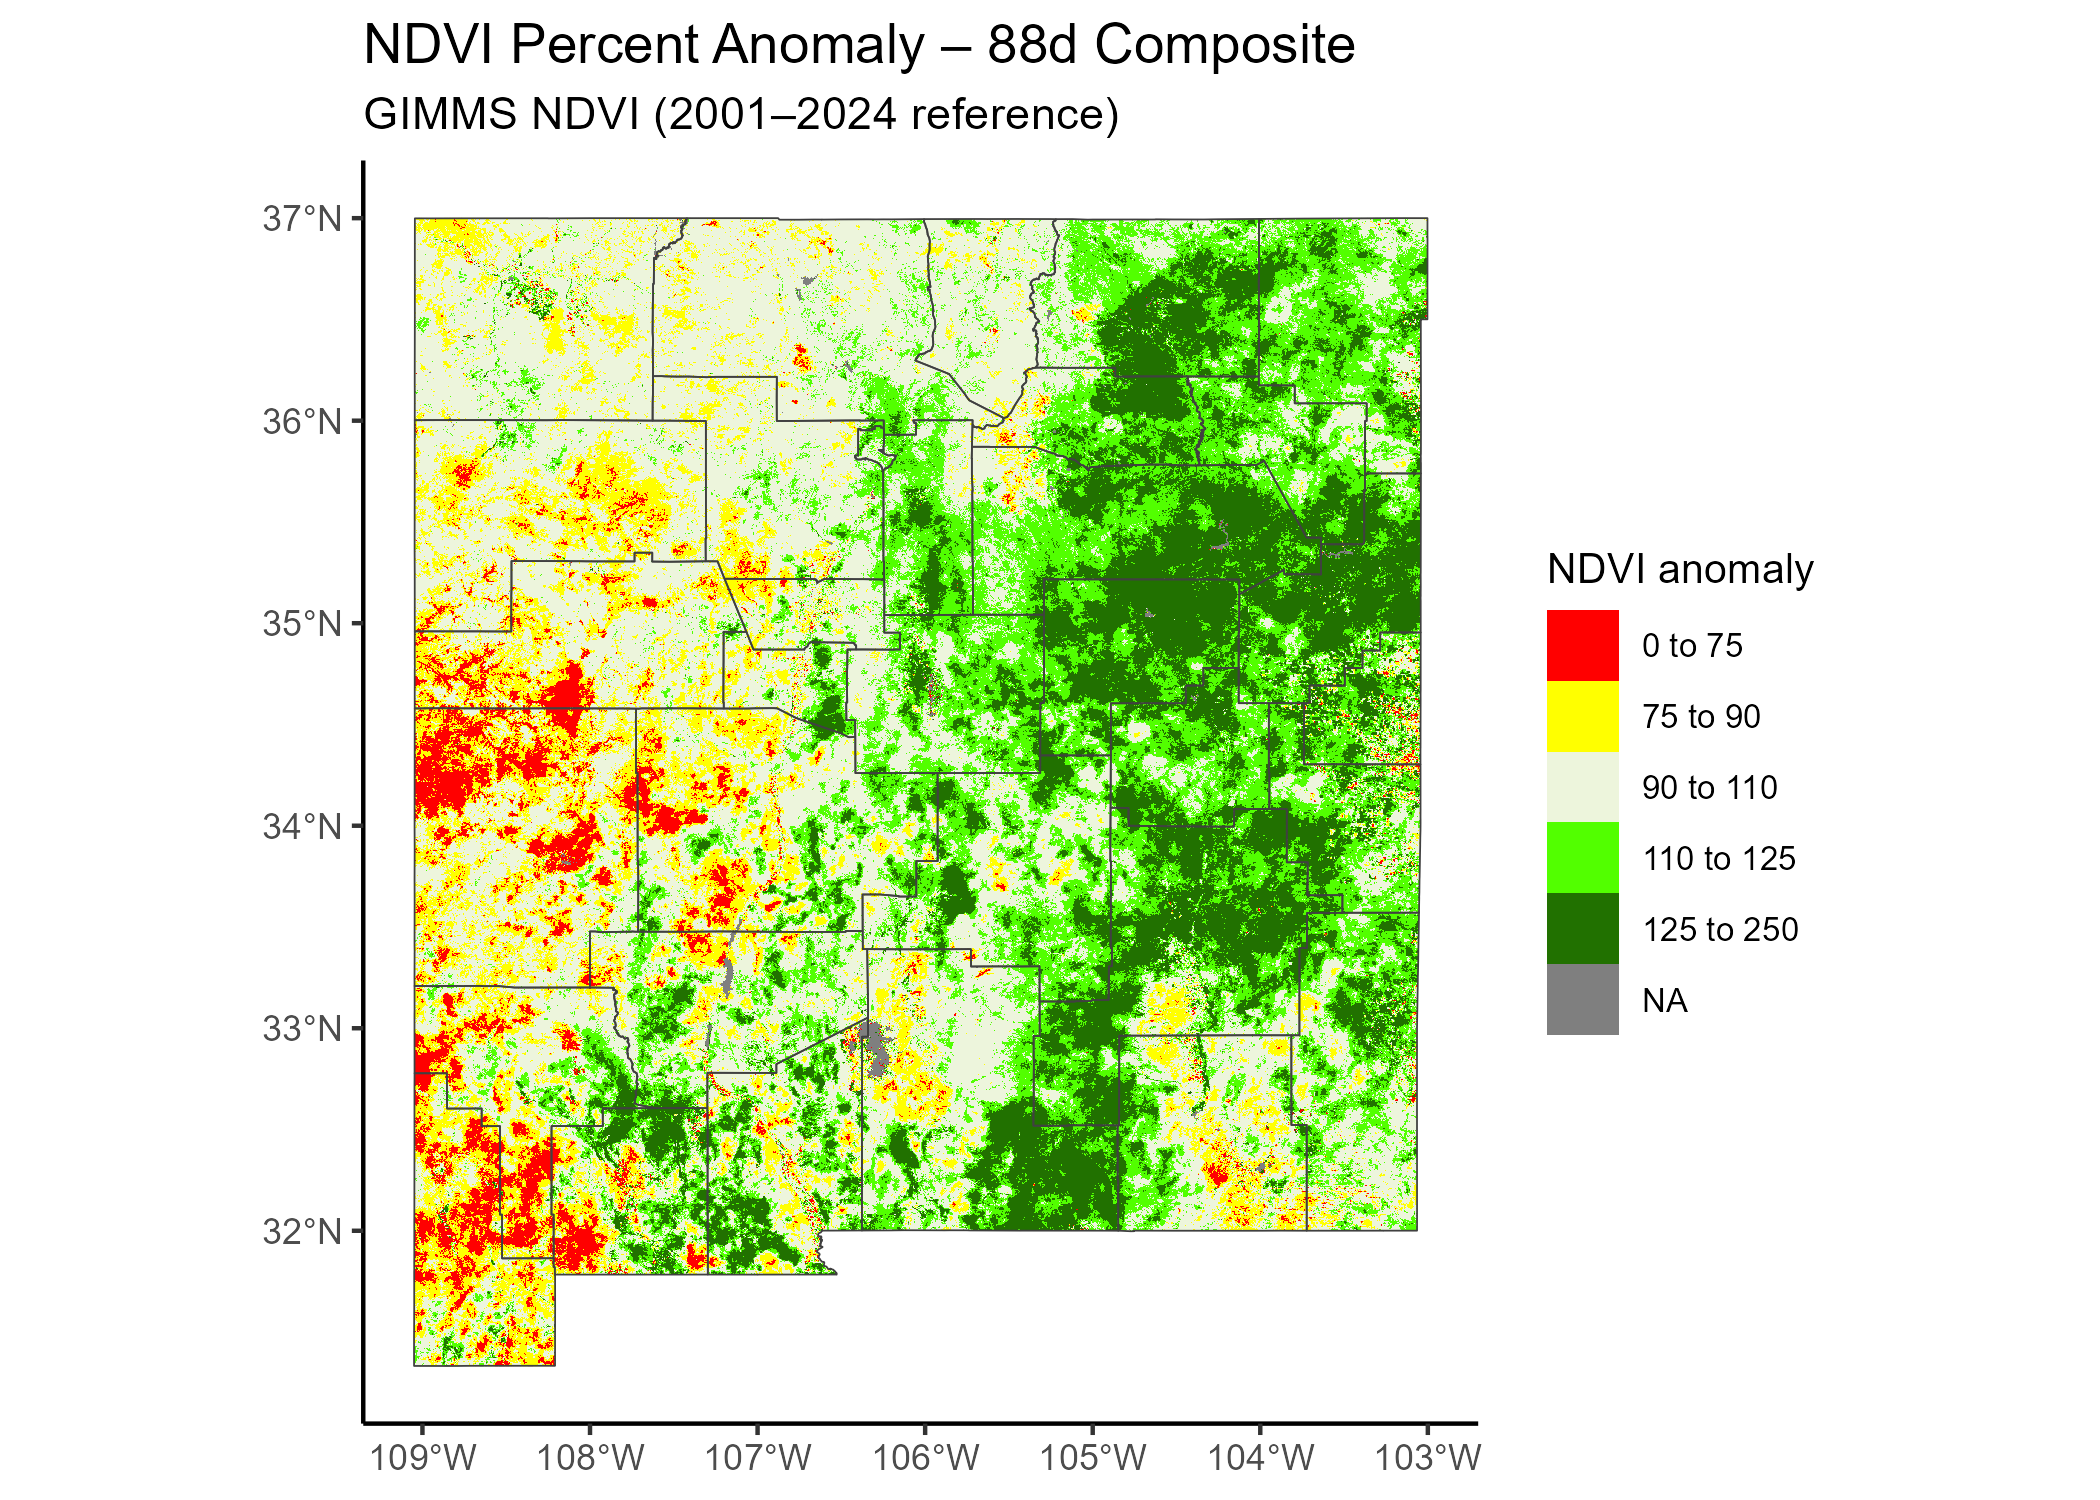 NDVI Percent Anomaly – 88d Composite
GIMMS NDVI (2001–2024 reference)
37°N
36°N
35°N
34°N
33°N
32°N
109°W
108°W
107°W
106°W
105°W
104°W
103°W
NDVI anomaly
0 to 75
75 to 90
90 to 110
110 to 125
125 to 250
NA